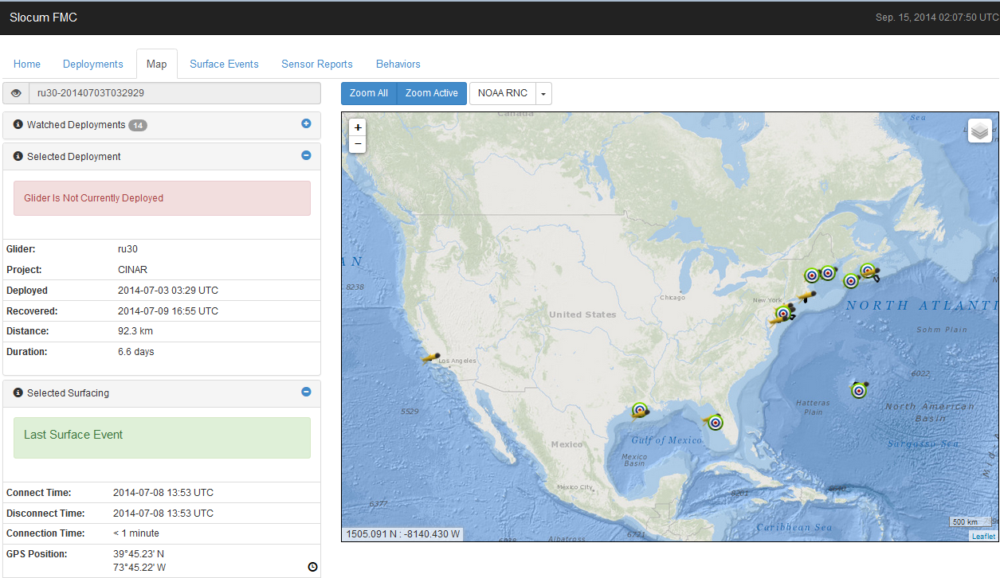 Slocum FMC
Sep. 15, 2014 02:07:50 UTC
Home
Deployments
Map
Surface Events
Sensor Reports
Behaviors
ru30-20140703T032929
Watched Deployments 14
Selected Deployment
Glider Is Not Currently Deployed
Glider: ru30
Project: CINAR
Deployed 2014-07-03 03:29 UTC
Recovered: 2014-07-09 16:55 UTC
Distance: 92.3 km
Duration: 6.6 days
Selected Surfacing
Last Surface Event
Connect Time: 2014-07-08 13:53 UTC
Disconnect Time: 2014-07-08 13:53 UTC
Connection Time: < 1 minute
GPS Position: 39°45.23' N
73°45.22' W
Zoom All
Zoom Active
NOAA RNC
+
−
Canada
Sea
A N
8238
Chicago
New York
United States
NORTH ATLANTI
Sohm Plain
Los Angeles
6022
5529
Hatteras
Plain
North American
Basin
Gulf of Mexico
Sargasso Sea
Mexico
Mexico
Basin
Mexico City
6377
9201
Caribbean Sea
6721
Albatross
1505.091 N : -8140.430 W
500 km
Leaflet